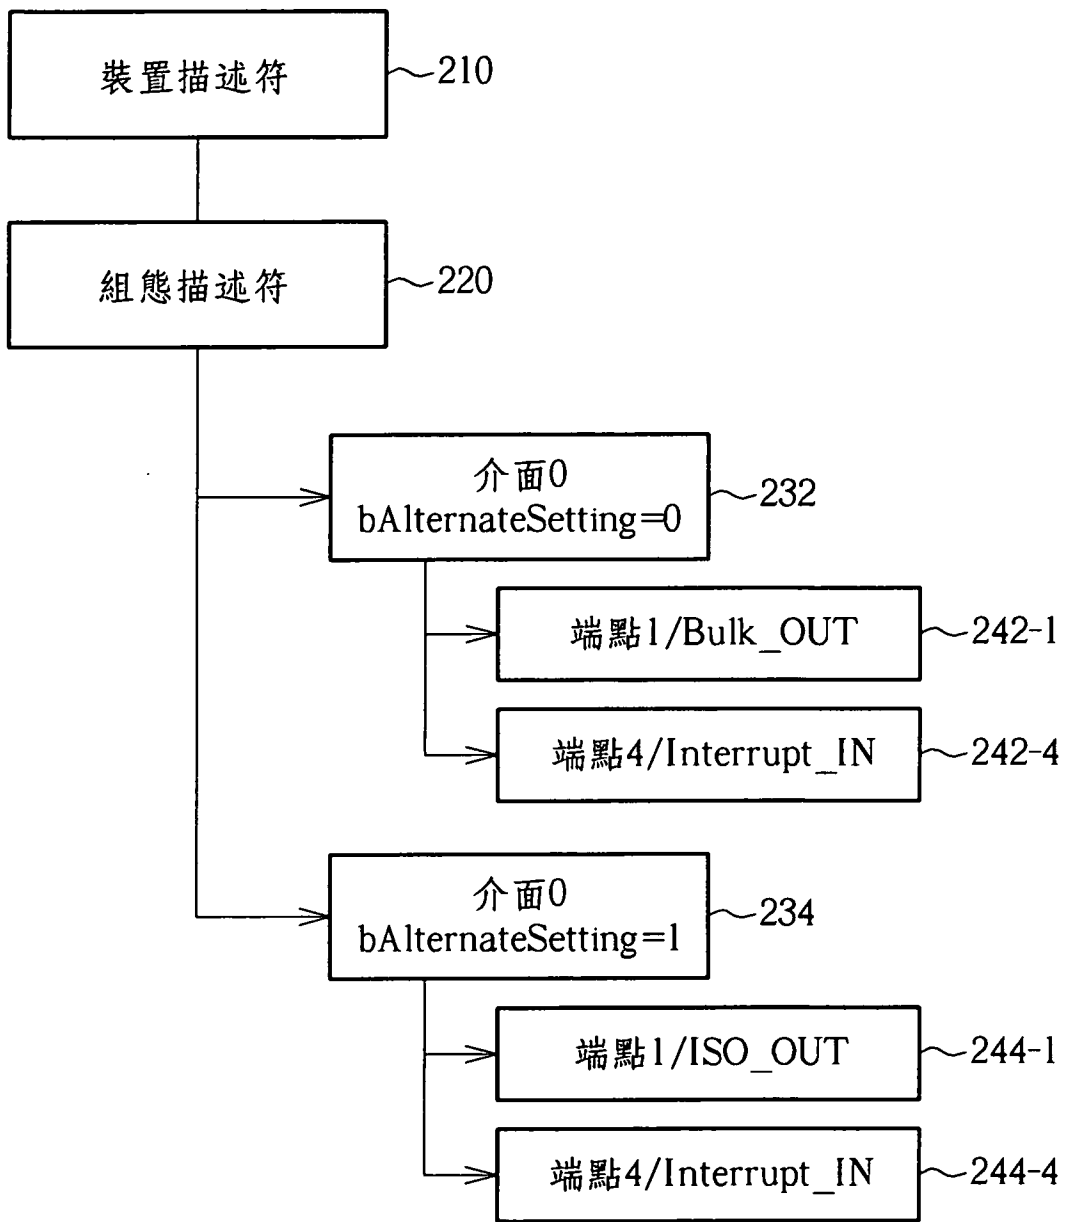 裝置描述符
210
組態描述符
220
介面0
bAlternateSetting=0
232
端點1/Bulk_OUT
242-1
端點4/Interrupt_IN
242-4
介面0
bAlternateSetting=1
234
端點1/ISO_OUT
244-1
端點4/Interrupt_IN
244-4